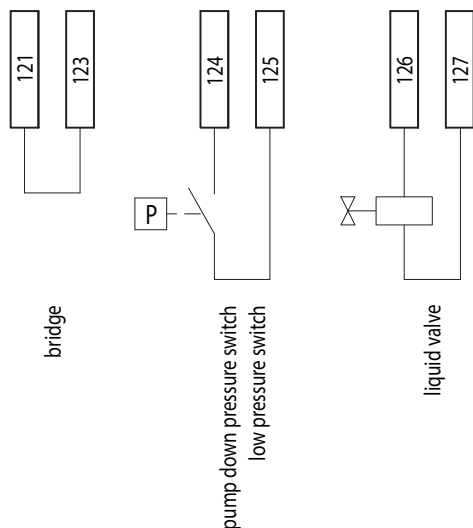 121
123
124
125
126
127
P
bridge
pump down pressure switch
low pressure switch
liquid valve